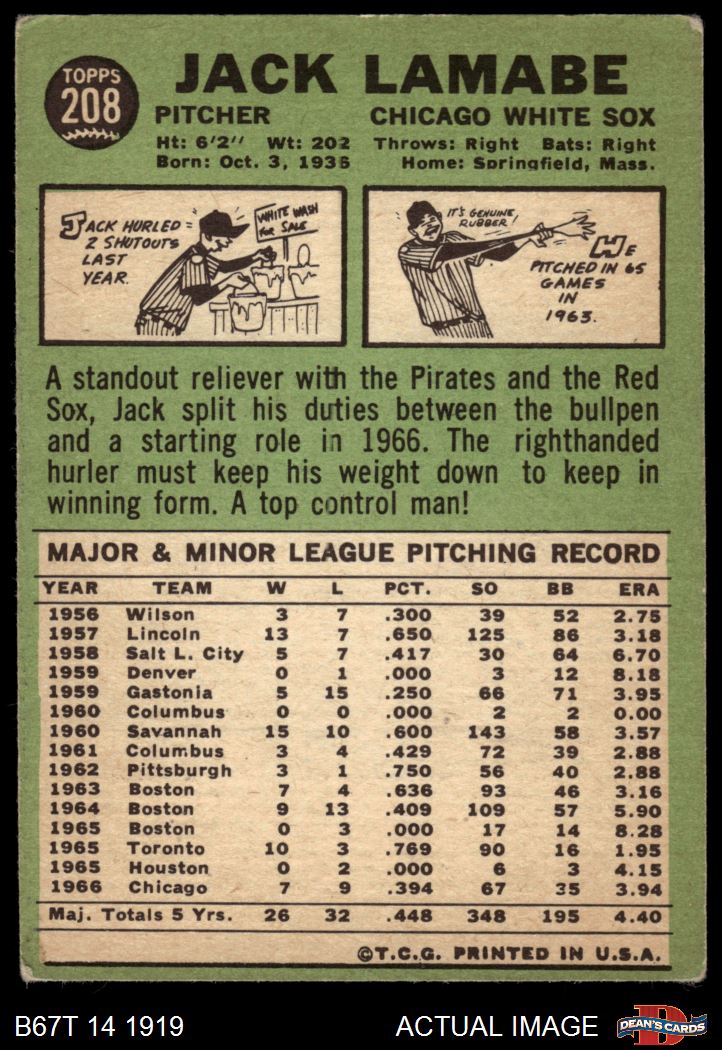 TOPPS
208
JACK LAMABE
PITCHER CHICAGO WHITE SOX
Ht: 6'2" Wt: 202 Throws: Right Bats: Right
Born: Oct. 3, 1936 Home: Springfield, Mass.
JACK HURLED
2 SHUTOUTS
LAST
YEAR.
WHITE WASH
FOR SALE
IT'S GENUINE
RUBBER!
HE
PITCHED IN 65
GAMES
IN
1963.
A standout reliever with the Pirates and the Red
Sox, Jack split his duties between the bullpen
and a starting role in 1966. The righthanded
hurler must keep his weight down to keep in
winning form. A top control man!
MAJOR & MINOR LEAGUE PITCHING RECORD
YEAR TEAM W L PCT. SO BB ERA
1956 Wilson 3 7 .300 39 52 2.75
1957 Lincoln 13 7 .650 125 86 3.18
1958 Salt L. City 5 7 .417 30 64 6.70
1959 Denver 0 1 .000 3 12 8.18
1959 Gastonia 5 15 .250 66 71 3.95
1960 Columbus 0 0 .000 2 2 0.00
1960 Savannah 15 10 .600 143 58 3.57
1961 Columbus 3 4 .429 72 39 2.88
1962 Pittsburgh 3 1 .750 56 40 2.88
1963 Boston 7 4 .636 93 46 3.16
1964 Boston 9 13 .409 109 57 5.90
1965 Boston 0 3 .000 17 14 8.28
1965 Toronto 10 3 .769 90 16 1.95
1965 Houston 0 2 .000 6 3 4.15
1966 Chicago 7 9 .394 67 35 3.94
Maj. Totals 5 Yrs. 26 32 .448 348 195 4.40
©T.C.G. PRINTED IN U.S.A.
B67T 14 1919 ACTUAL IMAGE DEAN'S CARDS